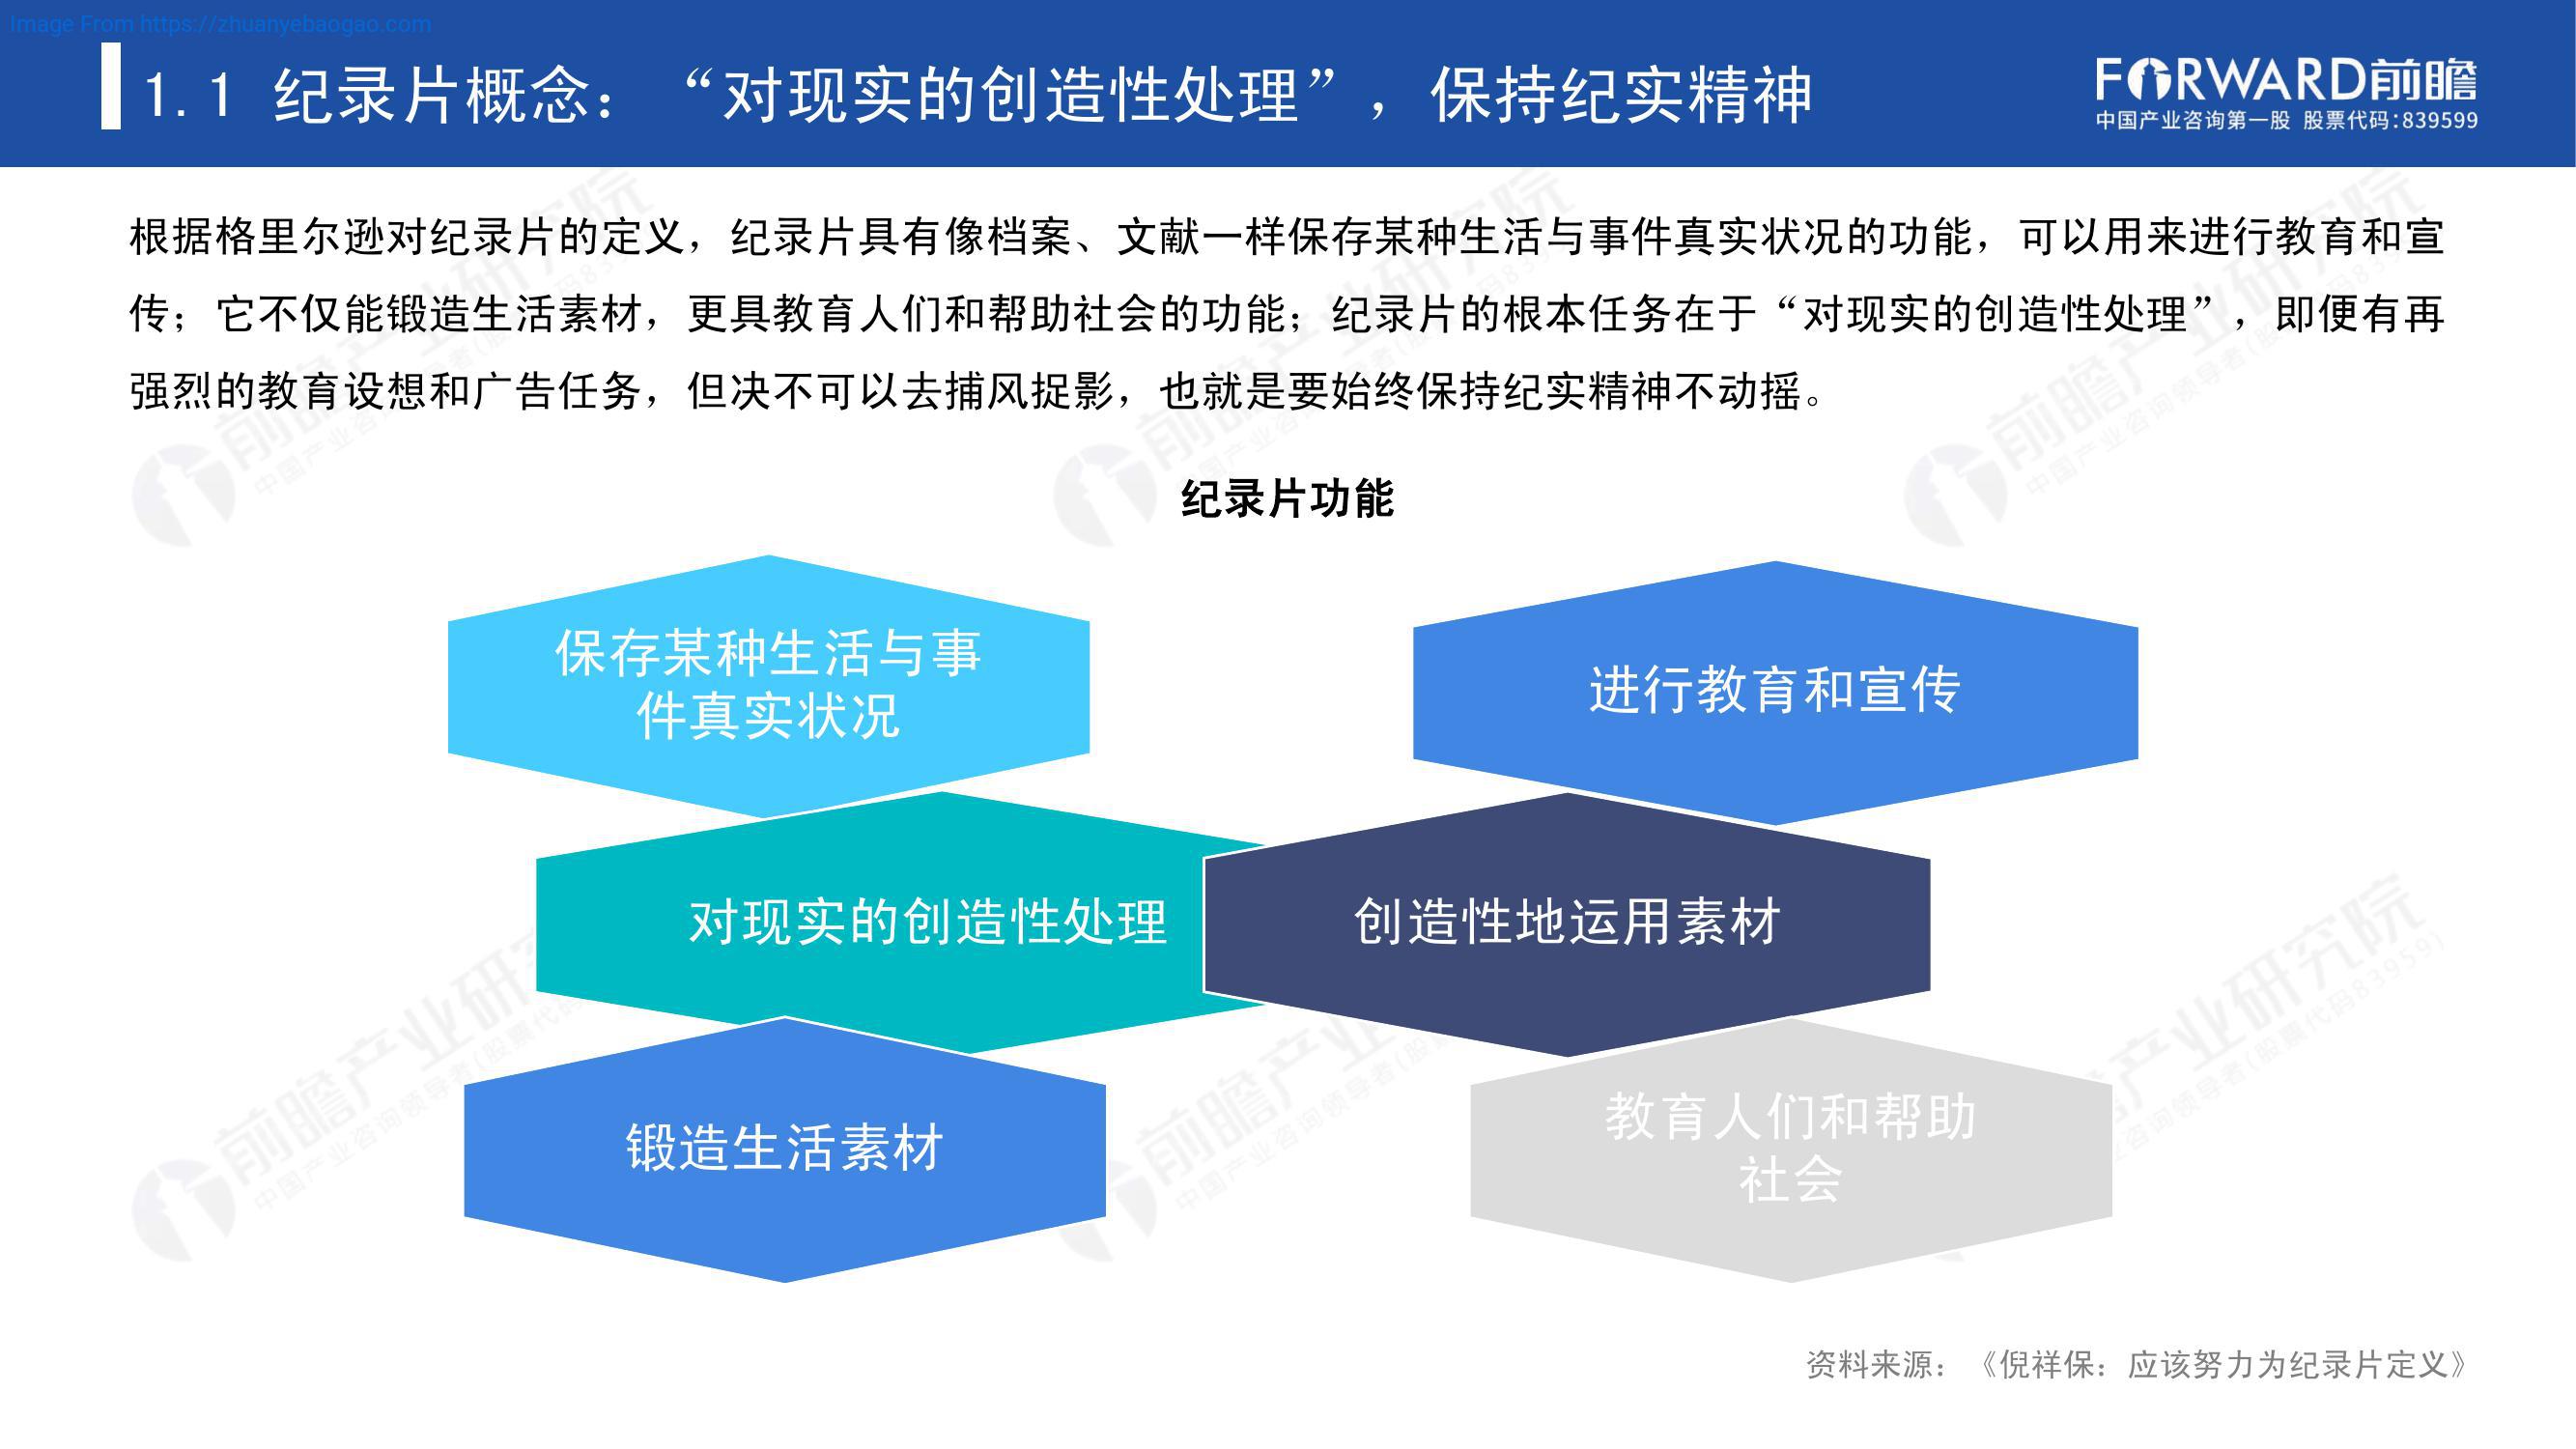 Image From https://zhuanyebaogao.com
1.1 纪录片概念：“对现实的创造性处理”，保持纪实精神
FORWARD前瞻
中国产业咨询第一股 股票代码:839599
根据格里尔逊对纪录片的定义，纪录片具有像档案、文献一样保存某种生活与事件真实状况的功能，可以用来进行教育和宣
传；它不仅能锻造生活素材，更具教育人们和帮助社会的功能；纪录片的根本任务在于“对现实的创造性处理”，即便有再
强烈的教育设想和广告任务，但决不可以去捕风捉影，也就是要始终保持纪实精神不动摇。
纪录片功能
保存某种生活与事
件真实状况
进行教育和宣传
对现实的创造性处理
创造性地运用素材
锻造生活素材
教育人们和帮助
社会
资料来源：《倪祥保：应该努力为纪录片定义》